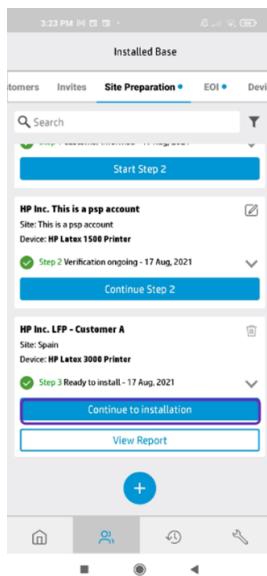 3:23 PM
Installed Base
tomers Invites Site Preparation EOI Devi
Search
Start Step 2
HP Inc. This is a psp account
Site: This is a psp account
Device: HP Latex 1500 Printer
Step 2 Verification ongoing - 17 Aug, 2021
Continue Step 2
HP Inc. LFP - Customer A
Site: Spain
Device: HP Latex 3000 Printer
Step 3 Ready to install - 17 Aug, 2021
Continue to installation
View Report